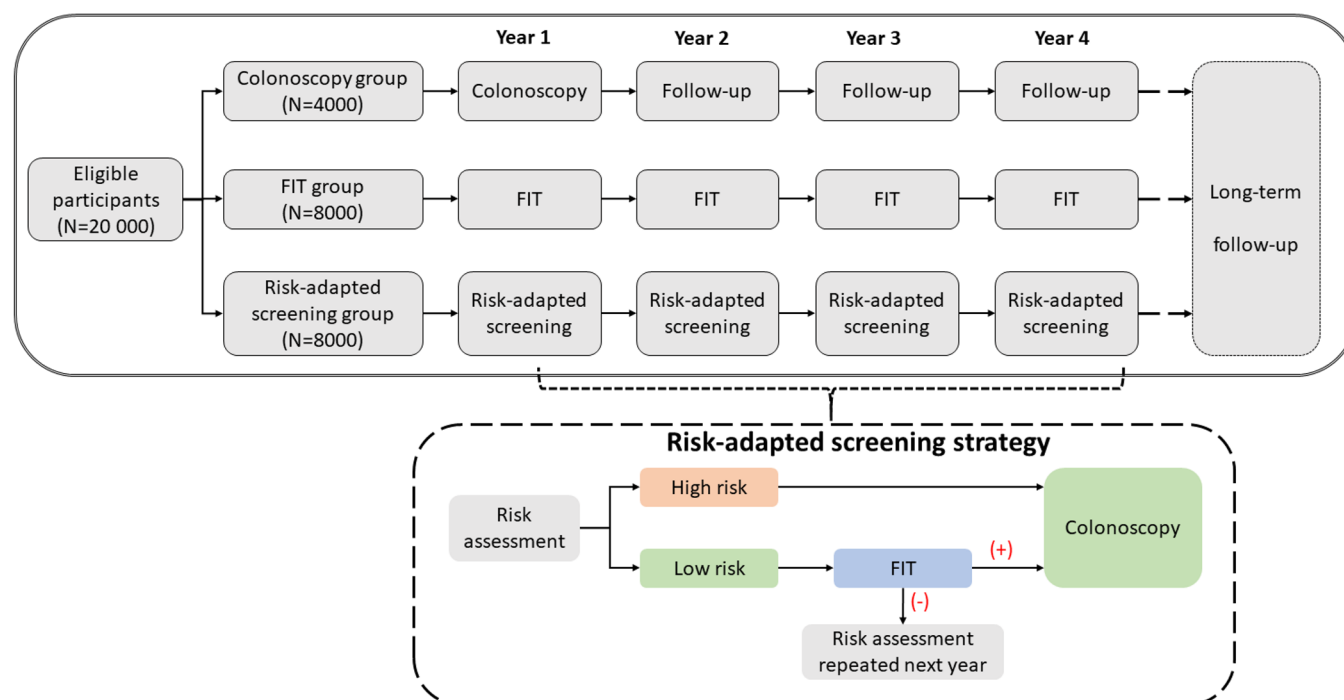 Year 1
Year 2
Year 3
Year 4
Colonoscopy group
(N=4000)
Colonoscopy
Follow-up
Follow-up
Follow-up
Eligible
participants
(N=20 000)
FIT group
(N=8000)
FIT
FIT
FIT
FIT
Long-term
follow-up
Risk-adapted
screening group
(N=8000)
Risk-adapted
screening
Risk-adapted
screening
Risk-adapted
screening
Risk-adapted
screening
Risk-adapted screening strategy
Risk
assessment
High risk
Low risk
FIT
(+)
(-)
Colonoscopy
Risk assessment
repeated next year